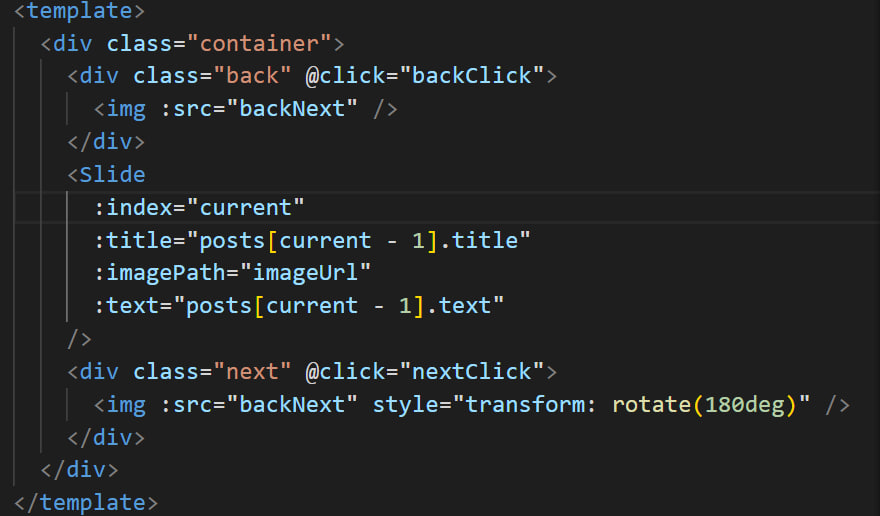 <template>
  <div class="container">
    <div class="back" @click="backClick">
      <img :src="backNext" />
    </div>
    <Slide
      :index="current"
      :title="posts[current - 1].title"
      :imagePath="imageUrl"
      :text="posts[current - 1].text"
    />
    <div class="next" @click="nextClick">
      <img :src="backNext" style="transform: rotate(180deg)" />
    </div>
  </div>
</template>